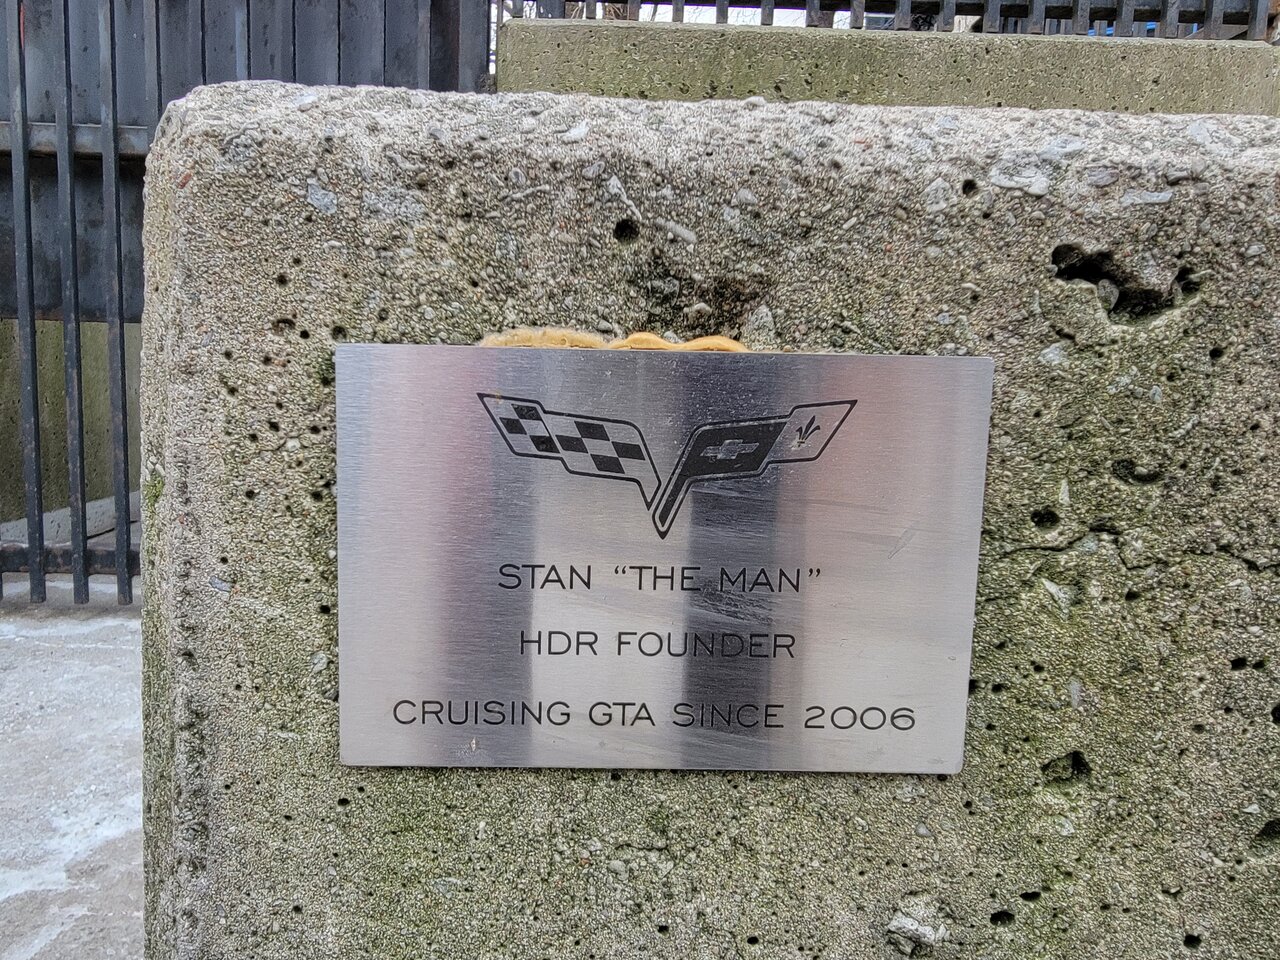 STAN “THE MAN”
HDR FOUNDER
CRUISING GTA SINCE 2006